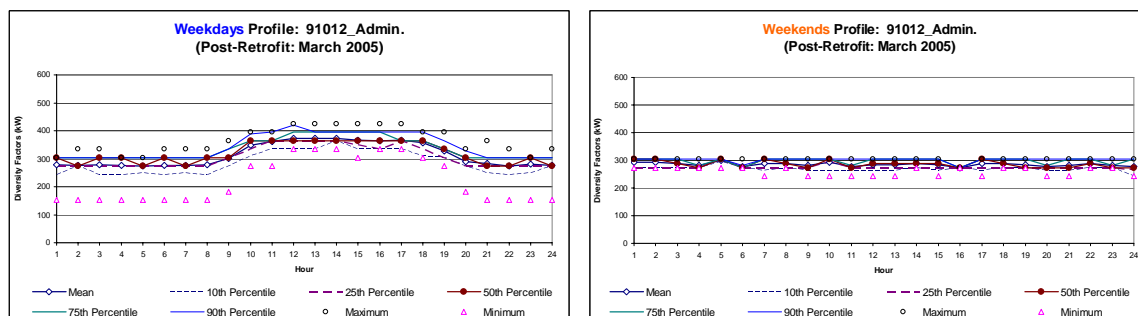 Weekdays Profile: 91012_Admin.
(Post-Retrofit: March 2005)
Diversity Factors (kW)
600
500
400
300
200
100
0
1 2 3 4 5 6 7 8 9 10 11 12 13 14 15 16 17 18 19 20 21 22 23 24
Hour
Mean 10th Percentile 25th Percentile 50th Percentile
75th Percentile 90th Percentile Maximum Minimum
Weekends Profile: 91012_Admin.
(Post-Retrofit: March 2005)
Diversity Factors (kW)
600
500
400
300
200
100
0
1 2 3 4 5 6 7 8 9 10 11 12 13 14 15 16 17 18 19 20 21 22 23 24
Hour
Mean 10th Percentile 25th Percentile 50th Percentile
75th Percentile 90th Percentile Maximum Minimum